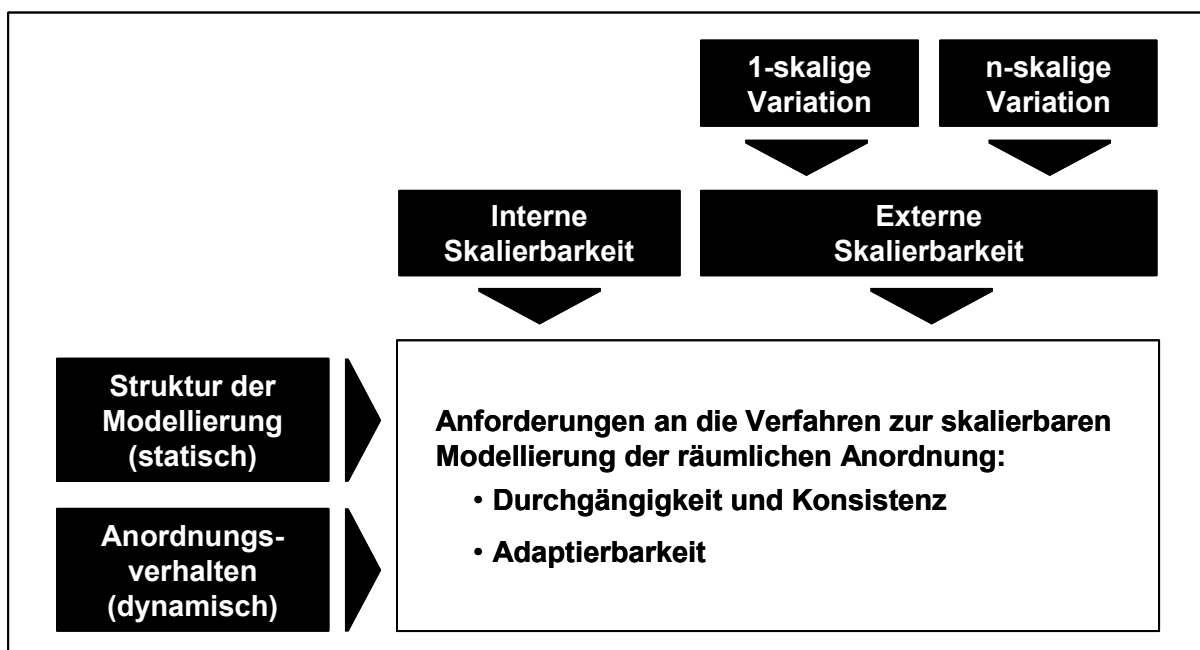 1-skalige
Variation
n-skalige
Variation
Interne
Skalierbarkeit
Externe
Skalierbarkeit
Struktur der
Modellierung
(statisch)
Anordnungs-
verhalten
(dynamisch)
Anforderungen an die Verfahren zur skalierbaren
Modellierung der räumlichen Anordnung:
• Durchgängigkeit und Konsistenz
• Adaptierbarkeit